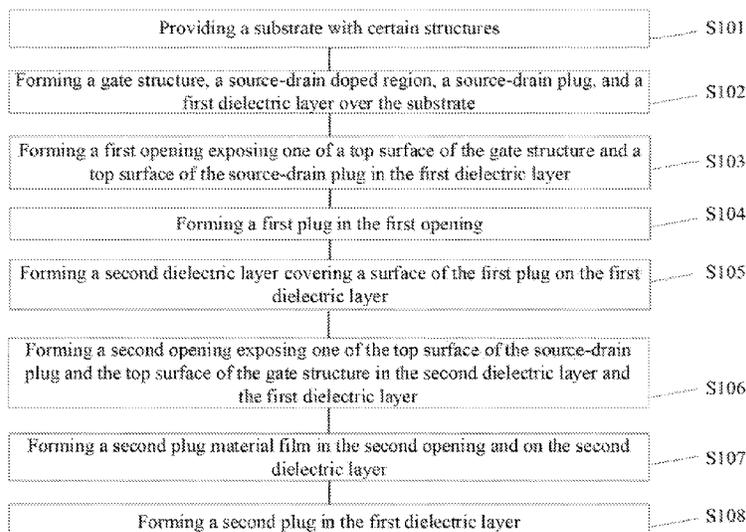 Providing a substrate with certain structures
S101
Forming a gate structure, a source-drain doped region, a source-drain plug, and a
first dielectric layer over the substrate
S102
Forming a first opening exposing one of a top surface of the gate structure and a
top surface of the source-drain plug in the first dielectric layer
S103
Forming a first plug in the first opening
S104
Forming a second dielectric layer covering a surface of the first plug on the first
dielectric layer
S105
Forming a second opening exposing one of the top surface of the source-drain
plug and the top surface of the gate structure in the second dielectric layer and
the first dielectric layer
S106
Forming a second plug material film in the second opening and on the second
dielectric layer
S107
Forming a second plug in the first dielectric layer
S108